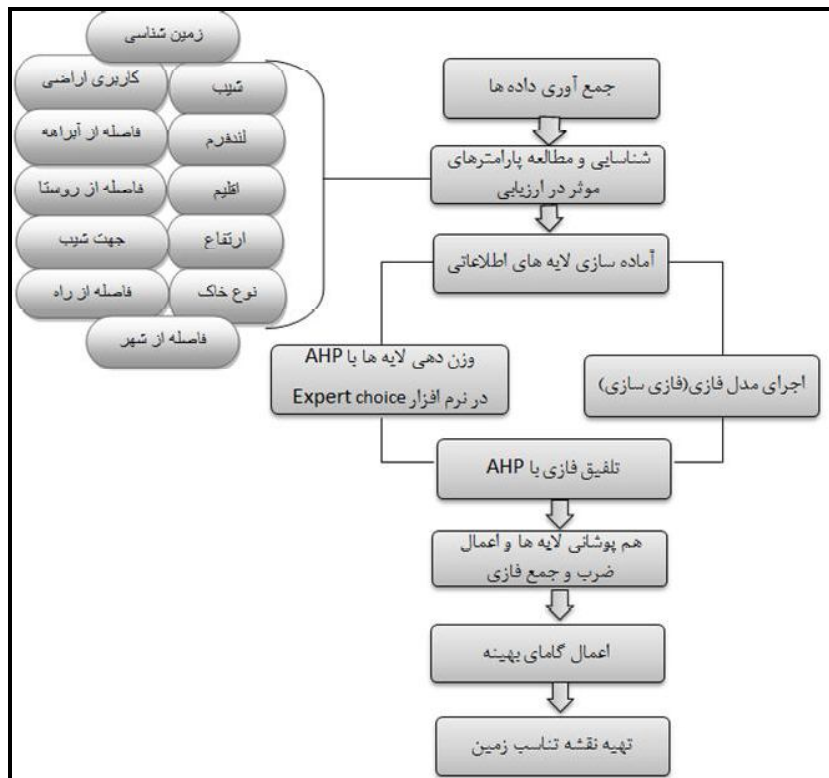 زمین شناسی
کاربری اراضی
شیب
فاصله از آبراهه
لندفرم
فاصله از روستا
اقلیم
جهت شیب
ارتفاع
فاصله از راه
نوع خاک
فاصله از شهر
جمع آوری داده ها
شناسایی و مطالعه پارامترهای
موثر در ارزیابی
آماده سازی لایه های اطلاعاتی
وزن دهی لایه ها با AHP
در نرم افزار Expert choice
اجرای مدل فازی(فازی سازی)
تلفیق فازی با AHP
هم پوشانی لایه ها و اعمال
ضرب و جمع فازی
اعمال گامای بهینه
تهیه نقشه تناسب زمین